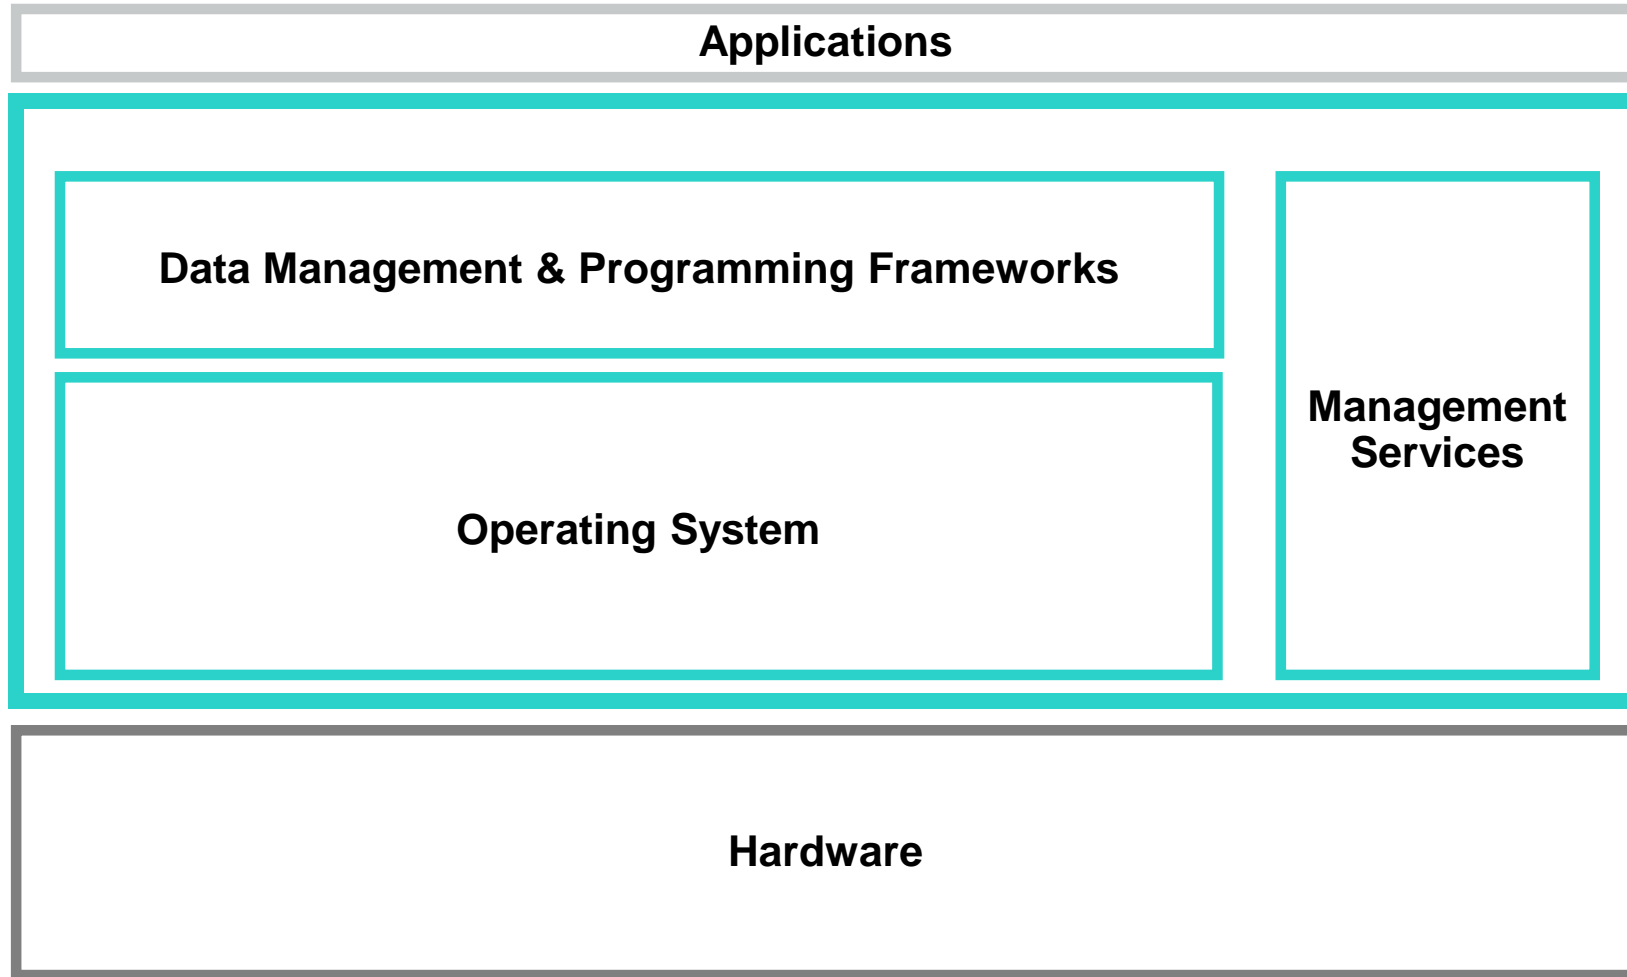 Applications
Data Management & Programming Frameworks
Management
Services
Operating System
Hardware